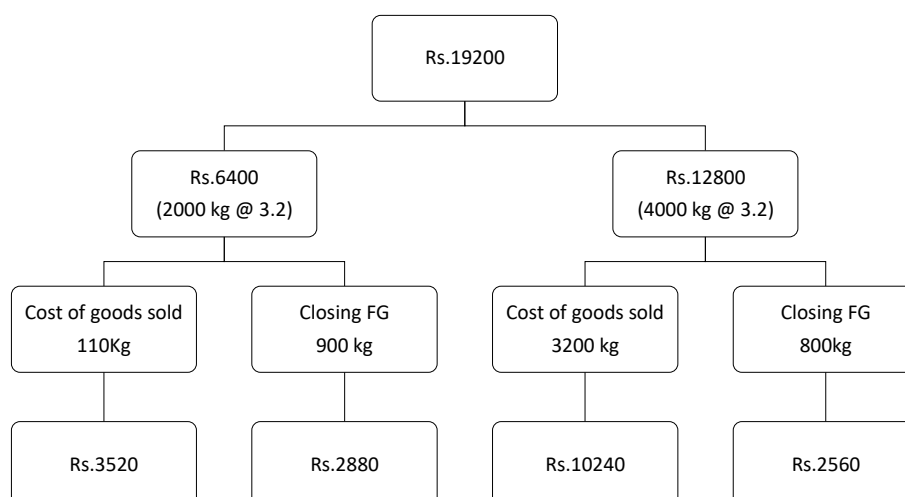 Rs.19200
Rs.6400
(2000 kg @ 3.2)
Rs.12800
(4000 kg @ 3.2)
Cost of goods sold
110Kg
Closing FG
900 kg
Cost of goods sold
3200 kg
Closing FG
800kg
Rs.3520
Rs.2880
Rs.10240
Rs.2560